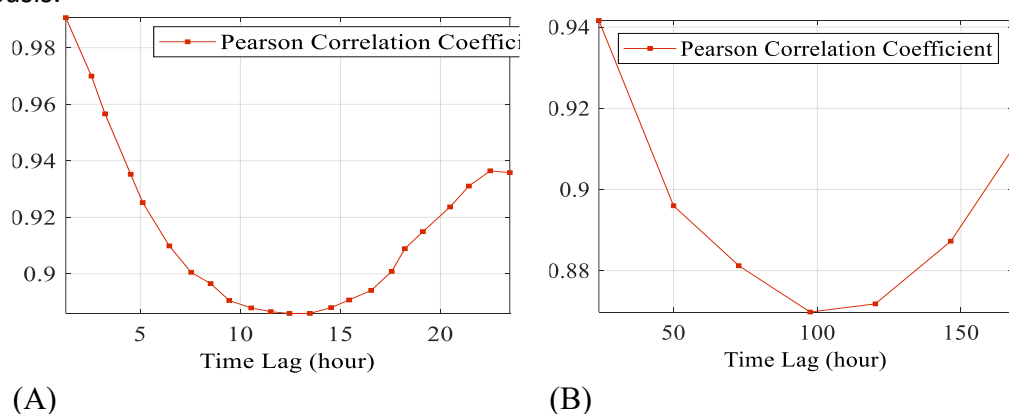 Pearson Correlation Coeffici
0.98
0.96
0.94
0.92
0.9
5 10 15 20
Time Lag (hour)
(A)
Pearson Correlation Coefficient
0.94
0.92
0.9
0.88
50 100 150
Time Lag (hour)
(B)